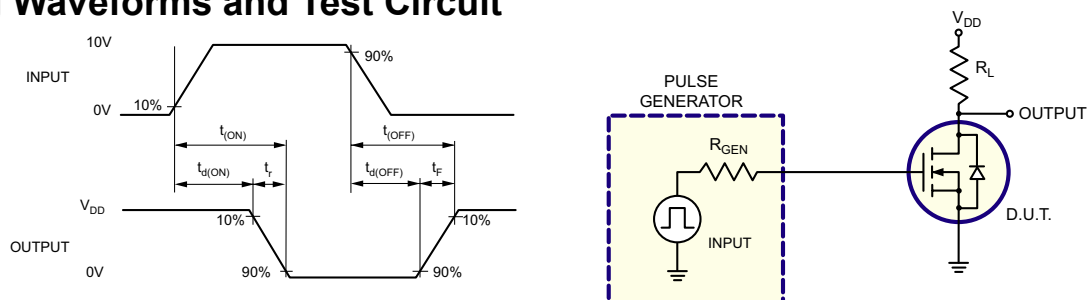 Waveforms and Test Circuit
10V
INPUT
0V
10%
90%
t(ON)
t(OFF)
td(ON)
tr
td(OFF)
tF
VDD
10%
10%
OUTPUT
0V
90%
90%
VDD
RL
PULSE
GENERATOR
OUTPUT
RGEN
INPUT
D.U.T.